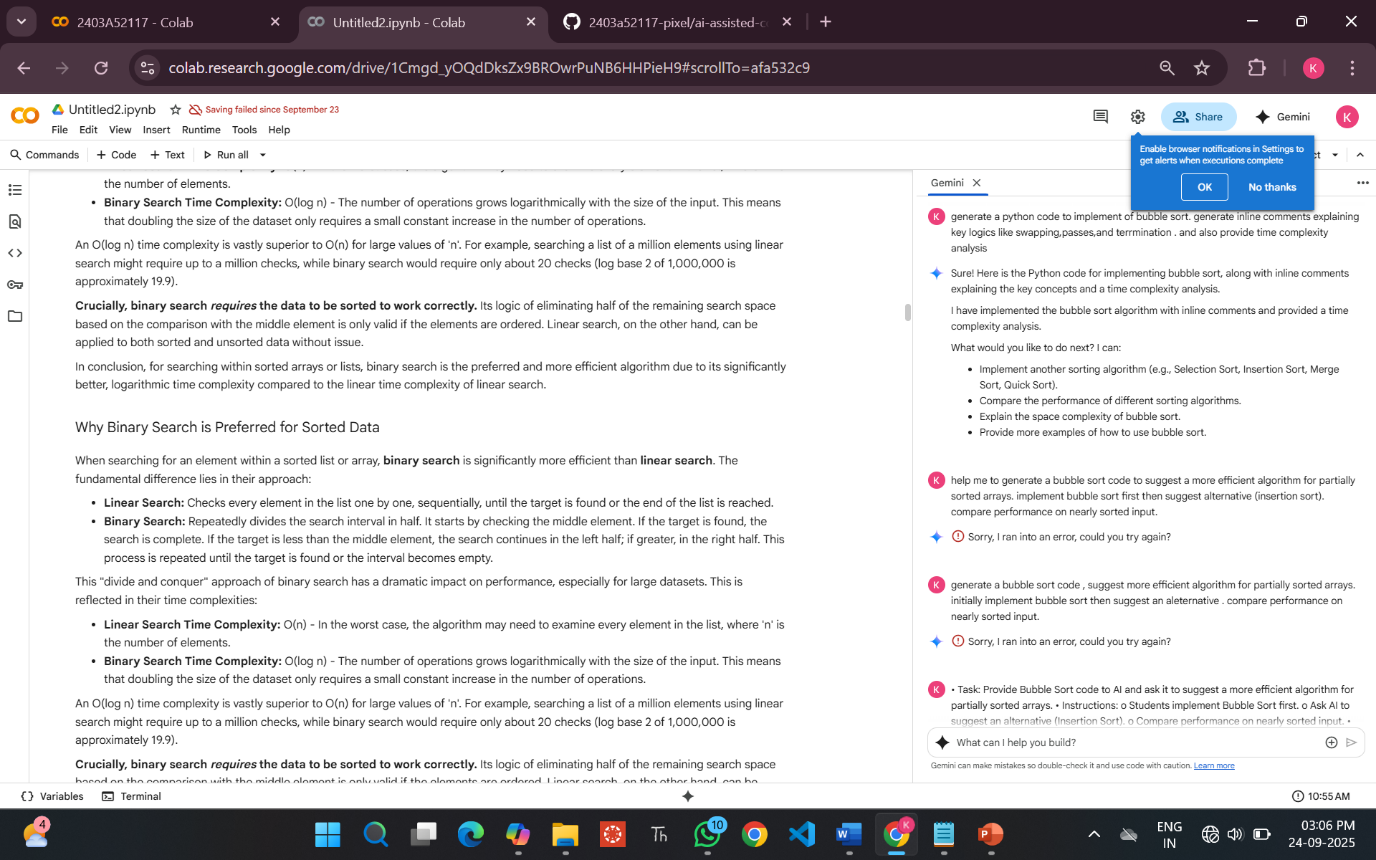 2403A52117 - Colab
Untitled2.ipynb - Colab
2403a52117-pixel/ai-assisted-c
colab.research.google.com/drive/1Cmgd_yOQdDksZx9BROwrPuNB6HHPieH9#scrollTo=afa532c9
K
Untitled2.ipynb
Saving failed since September 23
File Edit View Insert Runtime Tools Help
Share
Gemini
K
Commands + Code + Text Run all
Enable browser notifications in Settings to
get alerts when executions complete
OK No thanks
the number of elements.
• Binary Search Time Complexity: O(log n) - The number of operations grows logarithmically with the size of the input. This means
that doubling the size of the dataset only requires a small constant increase in the number of operations.
An O(log n) time complexity is vastly superior to O(n) for large values of 'n'. For example, searching a list of a million elements using linear
search might require up to a million checks, while binary search would require only about 20 checks (log base 2 of 1,000,000 is
approximately 19.9).
Crucially, binary search requires the data to be sorted to work correctly. Its logic of eliminating half of the remaining search space
based on the comparison with the middle element is only valid if the elements are ordered. Linear search, on the other hand, can be
applied to both sorted and unsorted data without issue.
In conclusion, for searching within sorted arrays or lists, binary search is the preferred and more efficient algorithm due to its significantly
better, logarithmic time complexity compared to the linear time complexity of linear search.
Why Binary Search is Preferred for Sorted Data
When searching for an element within a sorted list or array, binary search is significantly more efficient than linear search. The
fundamental difference lies in their approach:
• Linear Search: Checks every element in the list one by one, sequentially, until the target is found or the end of the list is reached.
• Binary Search: Repeatedly divides the search interval in half. It starts by checking the middle element. If the target is found, the
search is complete. If the target is less than the middle element, the search continues in the left half; if greater, in the right half. This
process is repeated until the target is found or the interval becomes empty.
This "divide and conquer" approach of binary search has a dramatic impact on performance, especially for large datasets. This is
reflected in their time complexities:
• Linear Search Time Complexity: O(n) - In the worst case, the algorithm may need to examine every element in the list, where 'n' is
the number of elements.
• Binary Search Time Complexity: O(log n) - The number of operations grows logarithmically with the size of the input. This means
that doubling the size of the dataset only requires a small constant increase in the number of operations.
An O(log n) time complexity is vastly superior to O(n) for large values of 'n'. For example, searching a list of a million elements using linear
search might require up to a million checks, while binary search would require only about 20 checks (log base 2 of 1,000,000 is
approximately 19.9).
Crucially, binary search requires the data to be sorted to work correctly. Its logic of eliminating half of the remaining search space
based on the comparison with the middle element is only valid if the elements are ordered. Linear search, on the other hand, can be
Gemini
K generate a python code to implement of bubble sort. generate inline comments explaining
key logics like swapping,passes,and terrmination . and also provide time complexity
analysis
Sure! Here is the Python code for implementing bubble sort, along with inline comments
explaining the key concepts and a time complexity analysis.
I have implemented the bubble sort algorithm with inline comments and provided a time
complexity analysis.
What would you like to do next? I can:
• Implement another sorting algorithm (e.g., Selection Sort, Insertion Sort, Merge
Sort, Quick Sort).
• Compare the performance of different sorting algorithms.
• Explain the space complexity of bubble sort.
• Provide more examples of how to use bubble sort.
K help me to generate a bubble sort code to suggest a more efficient algorithm for partially
sorted arrays. implement bubble sort first then suggest alternative (insertion sort).
compare performance on nearly sorted input.
Sorry, I ran into an error, could you try again?
K generate a bubble sort code , suggest more efficient algorithm for partially sorted arrays.
initially implement bubble sort then suggest an aleternative . compare performance on
nearly sorted input.
Sorry, I ran into an error, could you try again?
K • Task: Provide Bubble Sort code to AI and ask it to suggest a more efficient algorithm for
partially sorted arrays. • Instructions: o Students implement Bubble Sort first. o Ask AI to
suggest an alternative (Insertion Sort). o Compare performance on nearly sorted input. •
What can I help you build?
Gemini can make mistakes so double-check it and use code with caution. Learn more
Variables Terminal
10:55 AM
4
Th
10
K
ENG
IN
03:06 PM
24-09-2025